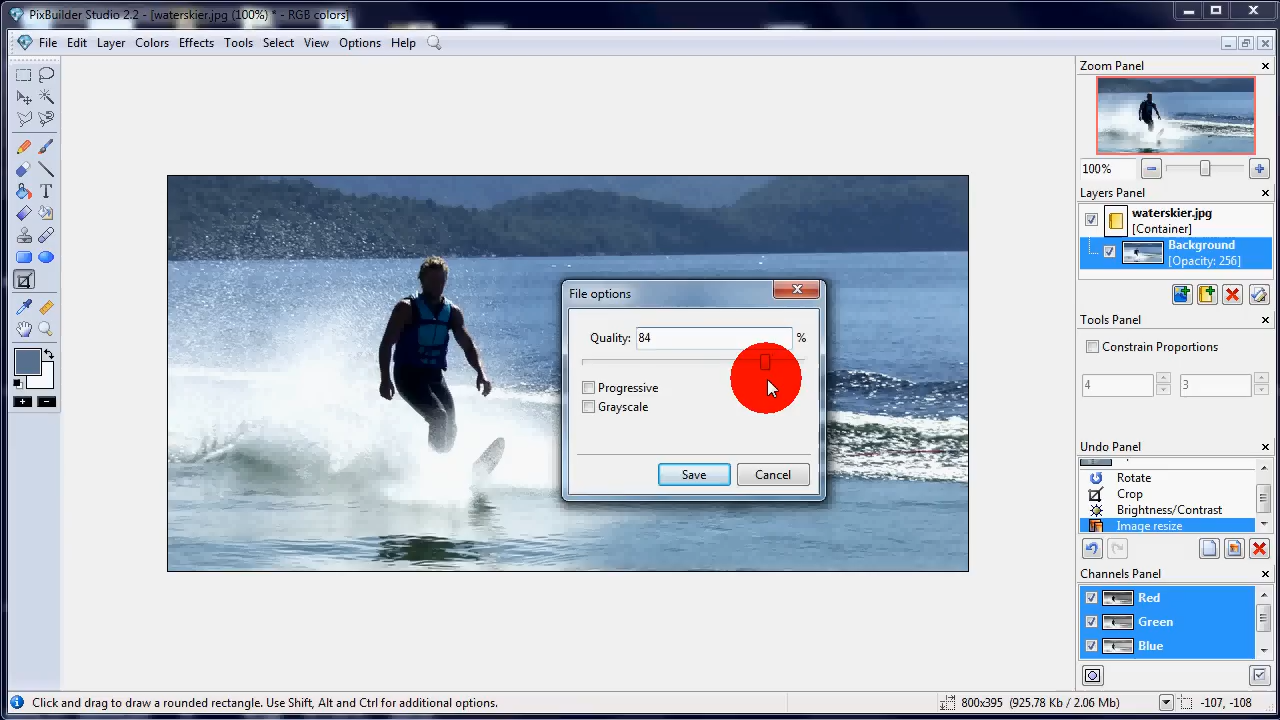 PixBuilder Studio 2.2 - [waterskier.jpg (100%) * - RGB colors]
File Edit Layer Colors Effects Tools Select View Options Help
Zoom Panel
100%
Layers Panel
waterskier.jpg
[Container]
Background
[Opacity: 256]
Tools Panel
Constrain Proportions
4 3
Undo Panel
Rotate
Crop
Brightness/Contrast
Image resize
Channels Panel
Red
Green
Blue
File options
Quality: 84 %
Progressive
Grayscale
Save Cancel
Click and drag to draw a rounded rectangle. Use Shift, Alt and Ctrl for additional options.
800x395 (925.78 Kb / 2.06 Mb)
-107, -108